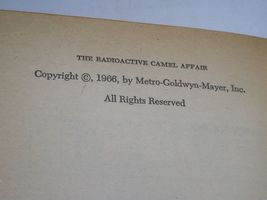 THE RADIOACTIVE CAMEL AFFAIR
Copyright ©, 1966, by Metro-Goldwyn-Mayer, Inc.
All Rights Reserved